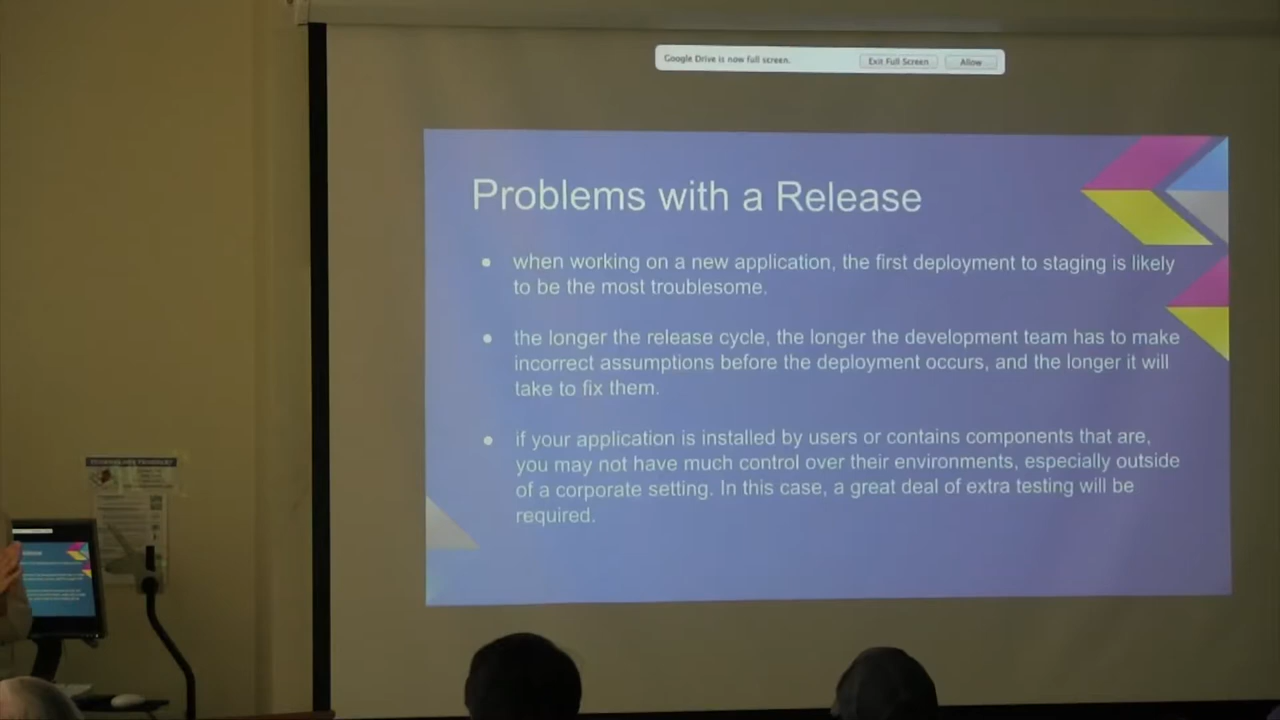 Google Drive is now full screen.
Exit Full Screen
Allow
Problems with a Release
when working on a new application, the first deployment to staging is likely
to be the most troublesome.
the longer the release cycle, the longer the development team has to make
incorrect assumptions before the deployment occurs, and the longer it will
take to fix them.
if your application is installed by users or contains components that are,
you may not have much control over their environments, especially outside
of a corporate setting. In this case, a great deal of extra testing will be
required.